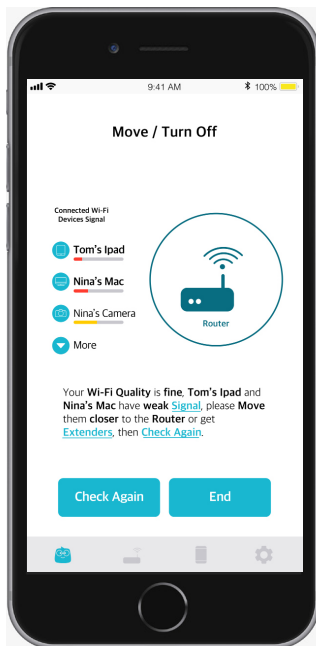 9:41 AM
100%
Move / Turn Off
Connected Wi-Fi
Devices Signal
Tom's Ipad
Nina's Mac
Nina's Camera
More
Router
Your Wi-Fi Quality is fine, Tom's Ipad and
Nina's Mac have weak Signal, please Move
them closer to the Router or get
Extenders, then Check Again.
Check Again
End